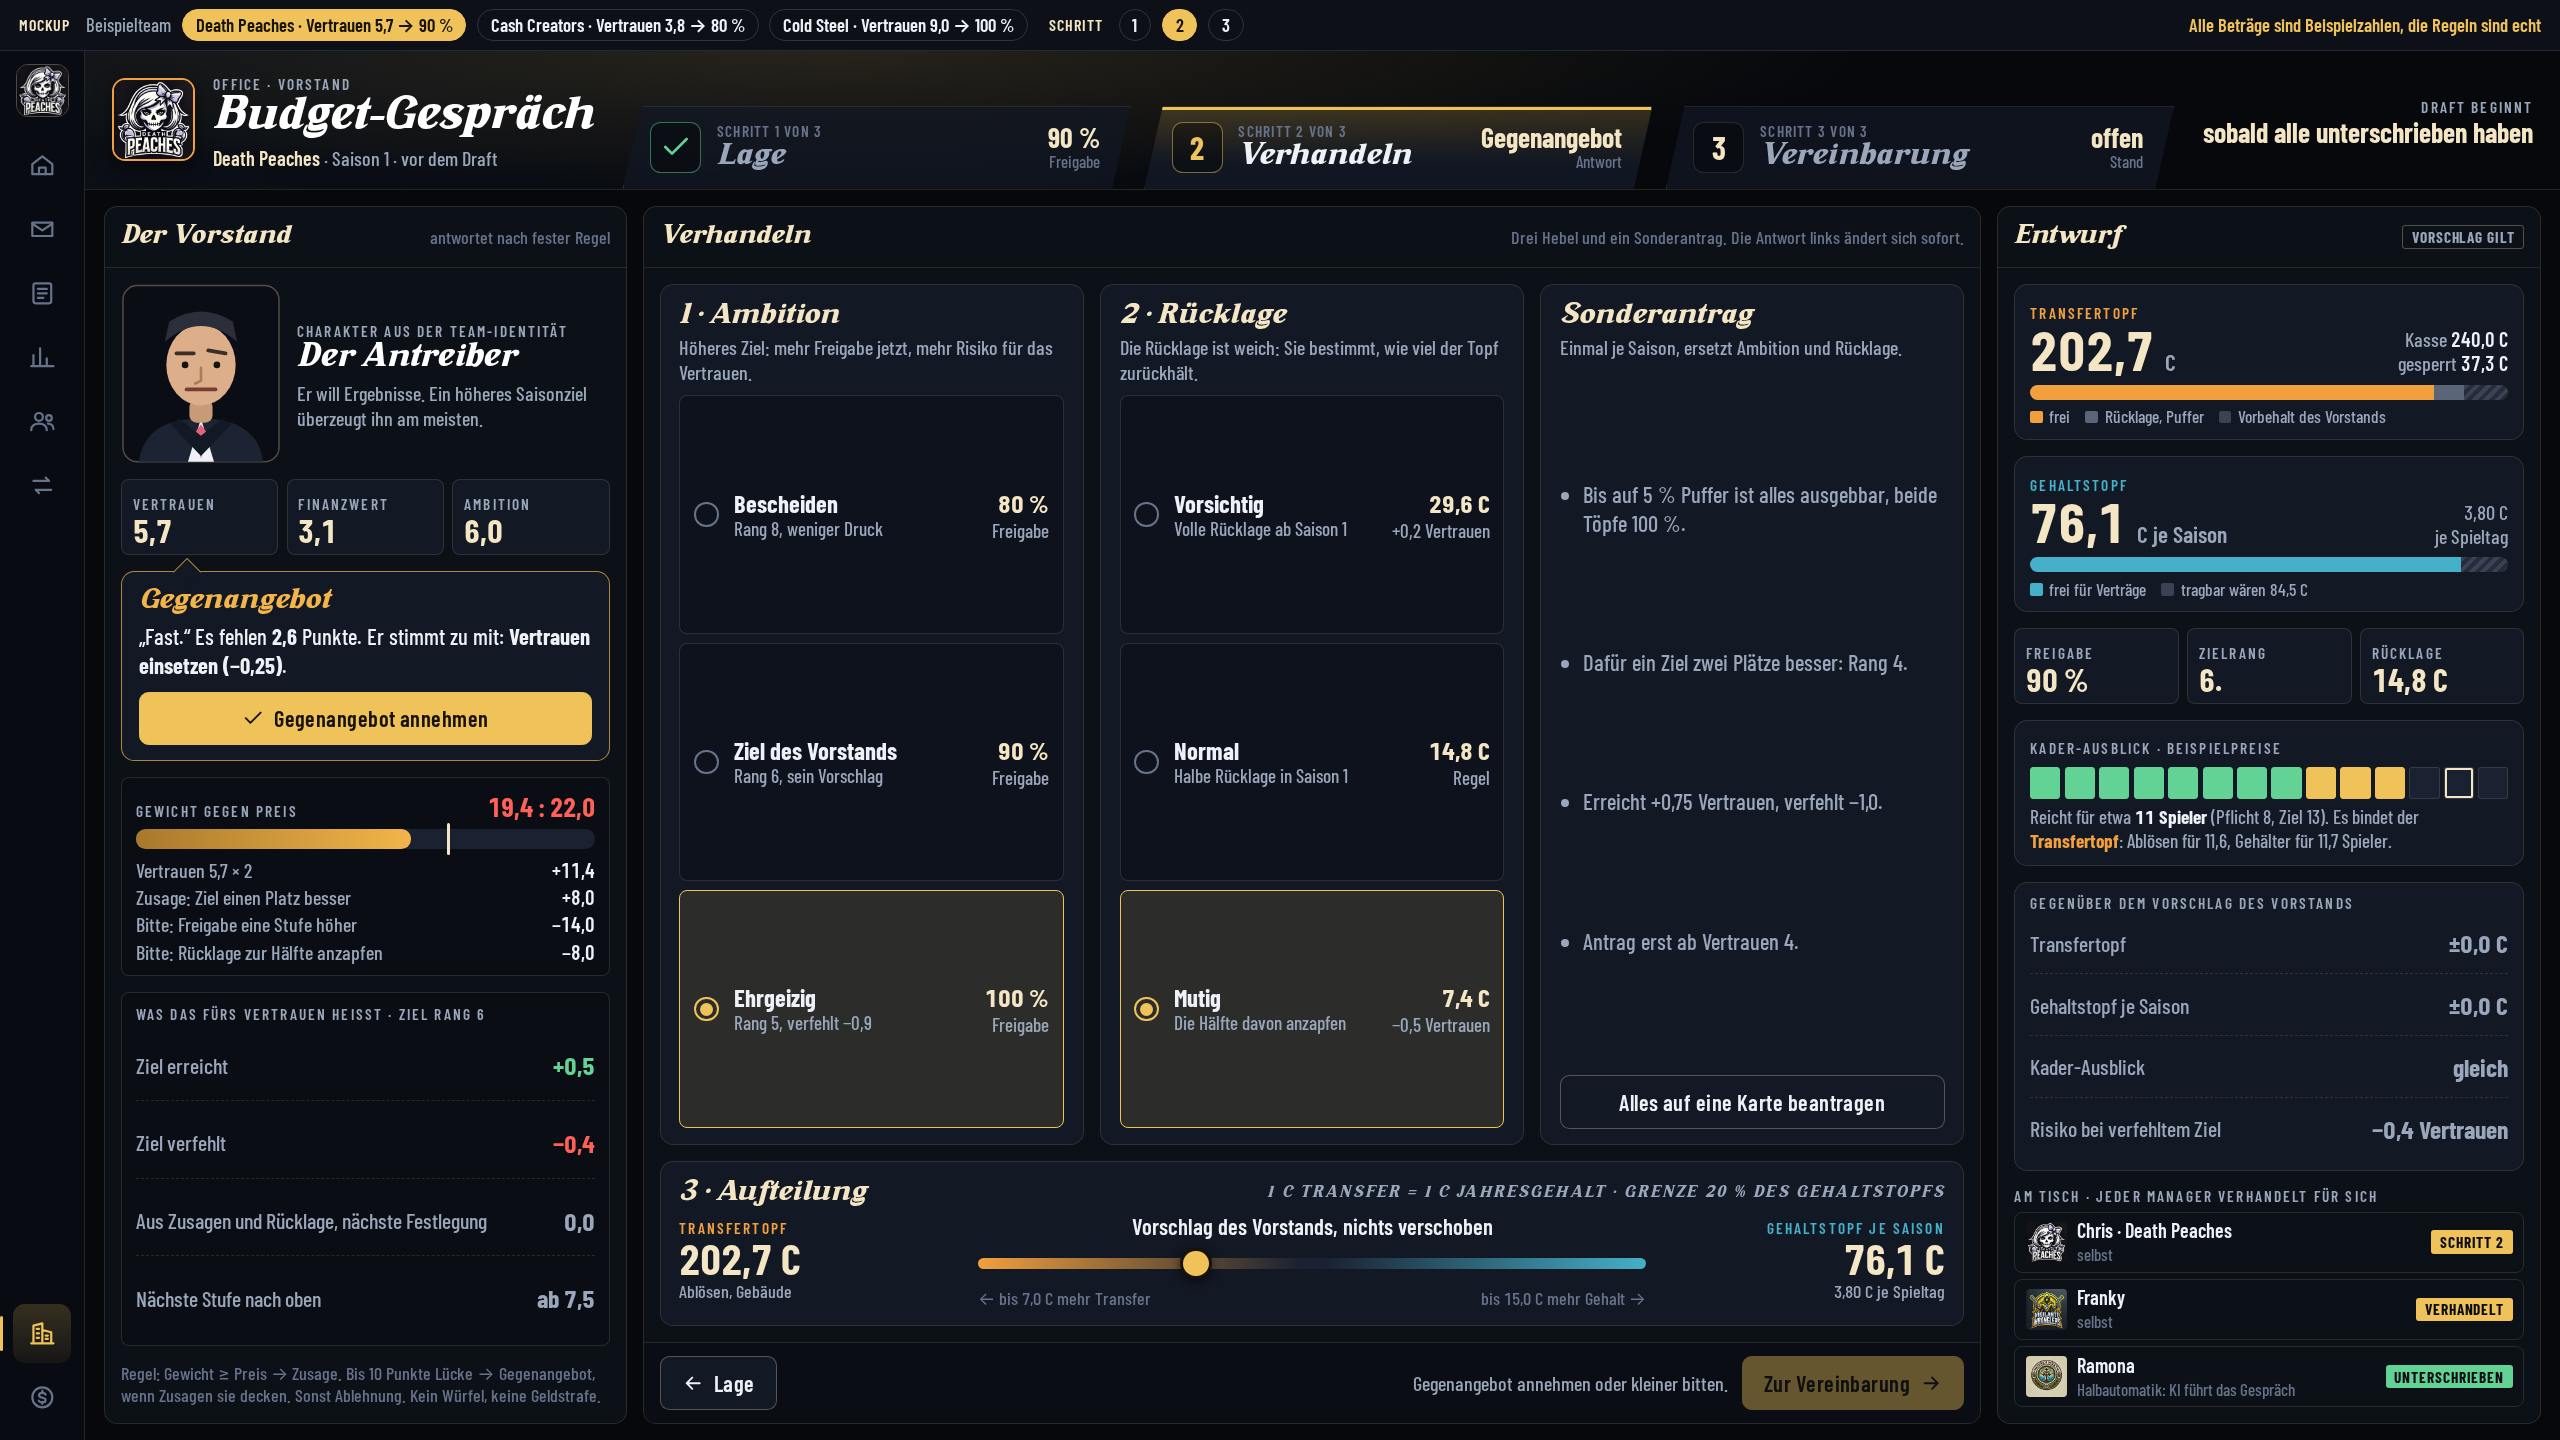 MOCKUP Beispielteam Death Peaches · Vertrauen 5,7 → 90 % Cash Creators · Vertrauen 3,8 → 80 % Cold Steel · Vertrauen 9,0 → 100 % SCHRITT 1 2 3 Alle Beträge sind Beispielzahlen, die Regeln sind echt
OFFICE · VORSTAND
Budget-Gespräch
Death Peaches · Saison 1 · vor dem Draft
SCHRITT 1 VON 3
Lage
90 %
Freigabe
2
SCHRITT 2 VON 3
Verhandeln
Gegenangebot
Antwort
3
SCHRITT 3 VON 3
Vereinbarung
offen
Stand
DRAFT BEGINNT
sobald alle unterschrieben haben
Der Vorstand
antwortet nach fester Regel
CHARAKTER AUS DER TEAM-IDENTITÄT
Der Antreiber
Er will Ergebnisse. Ein höheres Saisonziel
überzeugt ihn am meisten.
VERTRAUEN
5,7
FINANZWERT
3,1
AMBITION
6,0
Gegenangebot
„Fast.“ Es fehlen 2,6 Punkte. Er stimmt zu mit: Vertrauen
einsetzen (−0,25).
Gegenangebot annehmen
GEWICHT GEGEN PREIS 19,4 : 22,0
Vertrauen 5,7 × 2 +11,4
Zusage: Ziel einen Platz besser +8,0
Bitte: Freigabe eine Stufe höher −14,0
Bitte: Rücklage zur Hälfte anzapfen −8,0
WAS DAS FÜRS VERTRAUEN HEISST · ZIEL RANG 6
Ziel erreicht +0,5
Ziel verfehlt −0,4
Aus Zusagen und Rücklage, nächste Festlegung 0,0
Nächste Stufe nach oben ab 7,5
Regel: Gewicht ≥ Preis → Zusage. Bis 10 Punkte Lücke → Gegenangebot,
wenn Zusagen sie decken. Sonst Ablehnung. Kein Würfel, keine Geldstrafe.
Verhandeln
Drei Hebel und ein Sonderantrag. Die Antwort links ändert sich sofort.
1 · Ambition
Höheres Ziel: mehr Freigabe jetzt, mehr Risiko für das
Vertrauen.
Bescheiden 80 %
Rang 8, weniger Druck Freigabe
Ziel des Vorstands 90 %
Rang 6, sein Vorschlag Freigabe
Ehrgeizig 100 %
Rang 5, verfehlt −0,9 Freigabe
2 · Rücklage
Die Rücklage ist weich: Sie bestimmt, wie viel der Topf
zurückhält.
Vorsichtig 29,6 C
Volle Rücklage ab Saison 1 +0,2 Vertrauen
Normal 14,8 C
Halbe Rücklage in Saison 1 Regel
Mutig 7,4 C
Die Hälfte davon anzapfen −0,5 Vertrauen
Sonderantrag
Einmal je Saison, ersetzt Ambition und Rücklage.
• Bis auf 5 % Puffer ist alles ausgebbar, beide
Töpfe 100 %.
• Dafür ein Ziel zwei Plätze besser: Rang 4.
• Erreicht +0,75 Vertrauen, verfehlt −1,0.
• Antrag erst ab Vertrauen 4.
Alles auf eine Karte beantragen
3 · Aufteilung
1 C TRANSFER = 1 C JAHRESGEHALT · GRENZE 20 % DES GEHALTSTOPFS
TRANSFERTOPF
202,7 C
Ablösen, Gebäude
Vorschlag des Vorstands, nichts verschoben
← bis 7,0 C mehr Transfer bis 15,0 C mehr Gehalt →
GEHALTSTOPF JE SAISON
76,1 C
3,80 C je Spieltag
← Lage
Gegenangebot annehmen oder kleiner bitten.
Zur Vereinbarung →
Entwurf
VORSCHLAG GILT
TRANSFERTOPF
202,7 C
Kasse 240,0 C
gesperrt 37,3 C
frei Rücklage, Puffer Vorbehalt des Vorstands
GEHALTSTOPF
76,1 C je Saison
3,80 C
je Spieltag
frei für Verträge tragbar wären 84,5 C
FREIGABE
90 %
ZIELRANG
6.
RÜCKLAGE
14,8 C
KADER-AUSBLICK · BEISPIELPREISE
Reicht für etwa 11 Spieler (Pflicht 8, Ziel 13). Es bindet der
Transfertopf: Ablösen für 11,6, Gehälter für 11,7 Spieler.
GEGENÜBER DEM VORSCHLAG DES VORSTANDS
Transfertopf ±0,0 C
Gehaltstopf je Saison ±0,0 C
Kader-Ausblick gleich
Risiko bei verfehltem Ziel −0,4 Vertrauen
AM TISCH · JEDER MANAGER VERHANDELT FÜR SICH
Chris · Death Peaches
selbst
SCHRITT 2
Franky
selbst
VERHANDELT
Ramona
Halbautomatik: KI führt das Gespräch
UNTERSCHRIEBEN